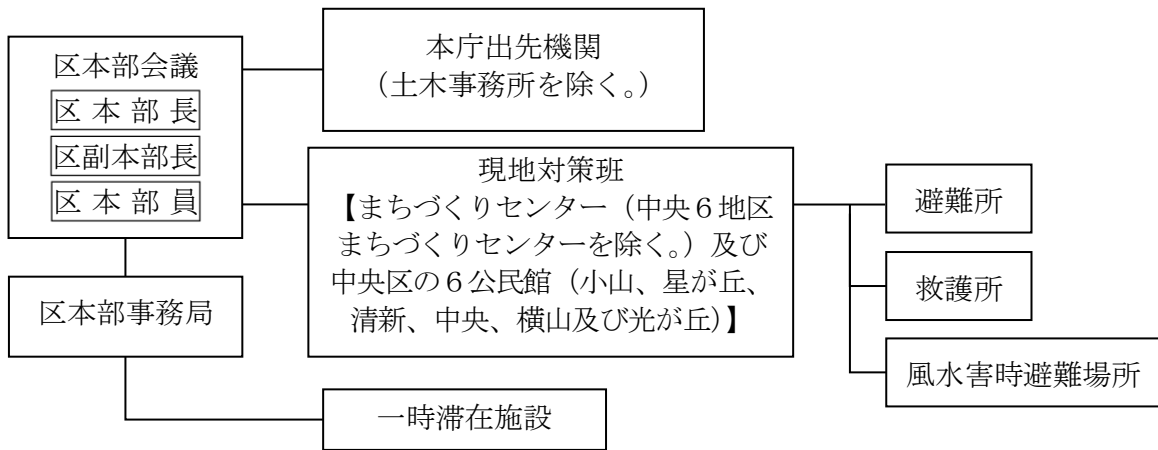 区本部会議
区本部長
区副本部長
区本部員
本庁出先機関
（土木事務所を除く。）
現地対策班
【まちづくりセンター（中央６地区
まちづくりセンターを除く。）及び
中央区の６公民館（小山、星が丘、
清新、中央、横山及び光が丘）】
避難所
救護所
風水害時避難場所
区本部事務局
一時滞在施設